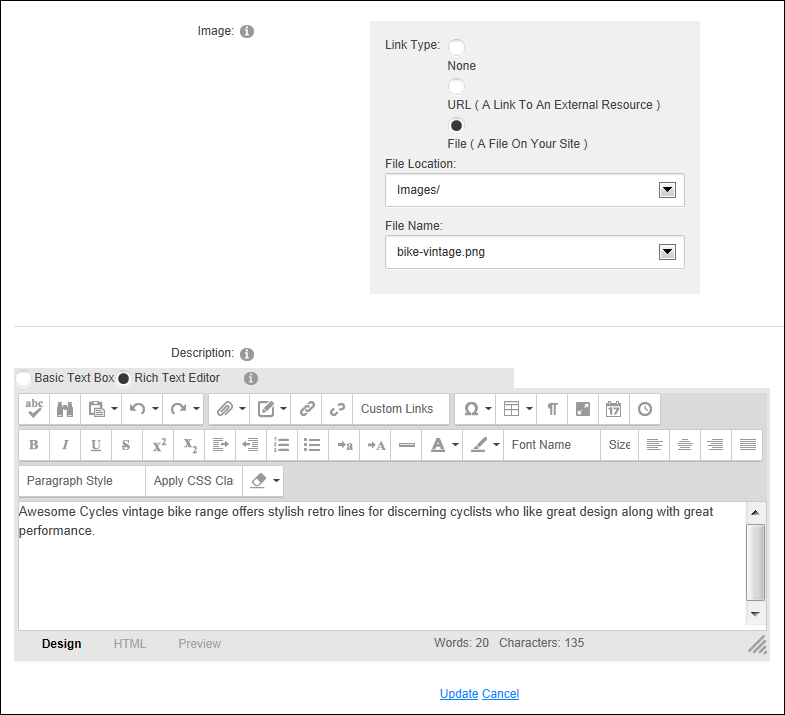 Image:
Link Type:
None
URL ( A Link To An External Resource )
File ( A File On Your Site )
File Location:
Images/
File Name:
bike-vintage.png
Description:
Basic Text Box Rich Text Editor
abc Custom Links Ω ¶ 17
B I U S x² X₂ a A A Font Name Size
Paragraph Style Apply CSS Cla
Awesome Cycles vintage bike range offers stylish retro lines for discerning cyclists who like great design along with great
performance.
Design HTML Preview Words: 20 Characters: 135
Update Cancel